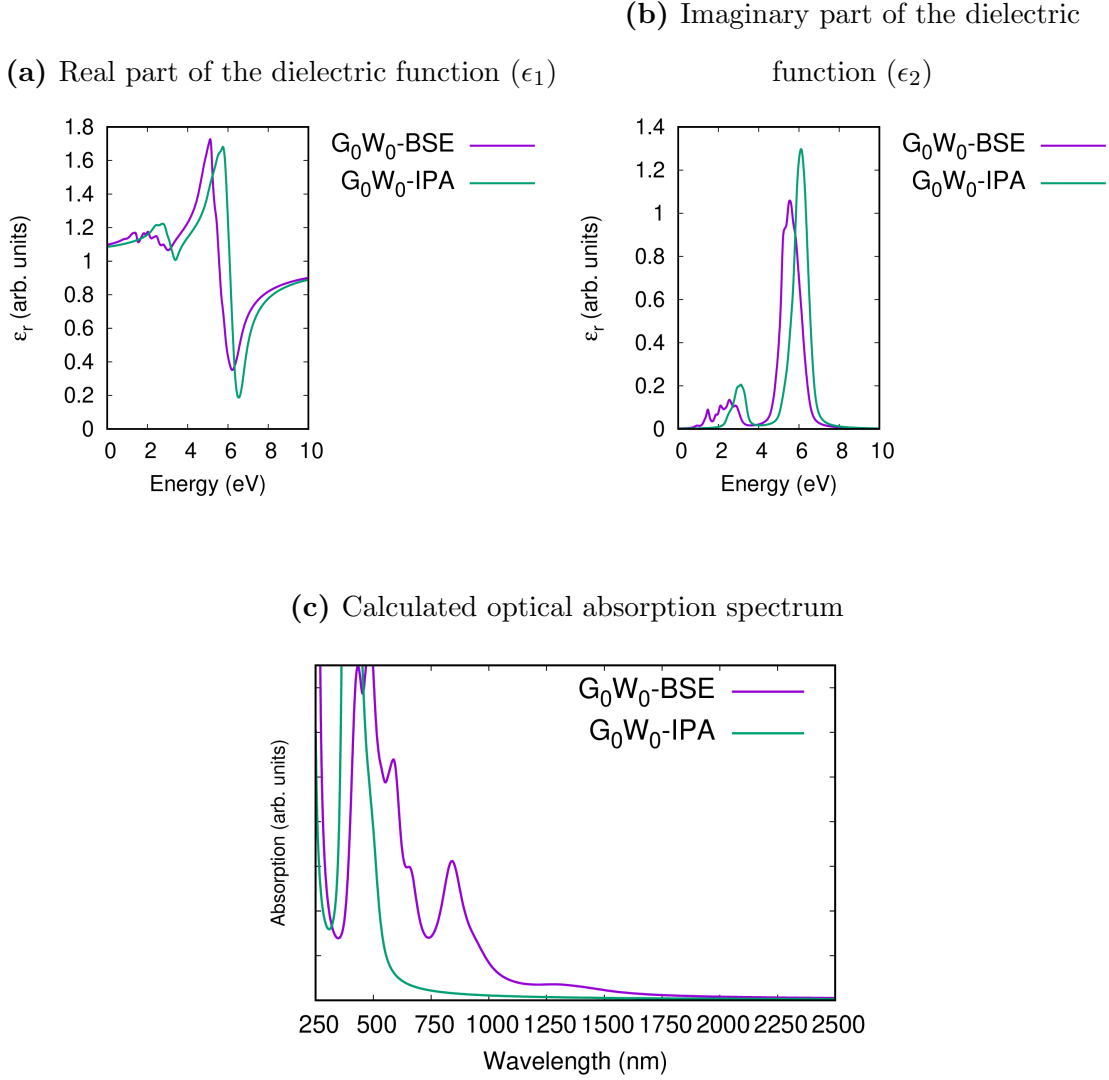 (a) Real part of the dielectric function (ϵ₁)
1.8
1.6
1.4
1.2
1
0.8
0.6
0.4
0.2
0
0 2 4 6 8 10
εᵣ (arb. units)
Energy (eV)
G₀W₀-BSE
G₀W₀-IPA
(b) Imaginary part of the dielectric
function (ϵ₂)
1.4
1.2
1
0.8
0.6
0.4
0.2
0
0 2 4 6 8 10
εᵣ (arb. units)
Energy (eV)
G₀W₀-BSE
G₀W₀-IPA
(c) Calculated optical absorption spectrum
G₀W₀-BSE
G₀W₀-IPA
Absorption (arb. units)
250 500 750 1000 1250 1500 1750 2000 2250 2500
Wavelength (nm)